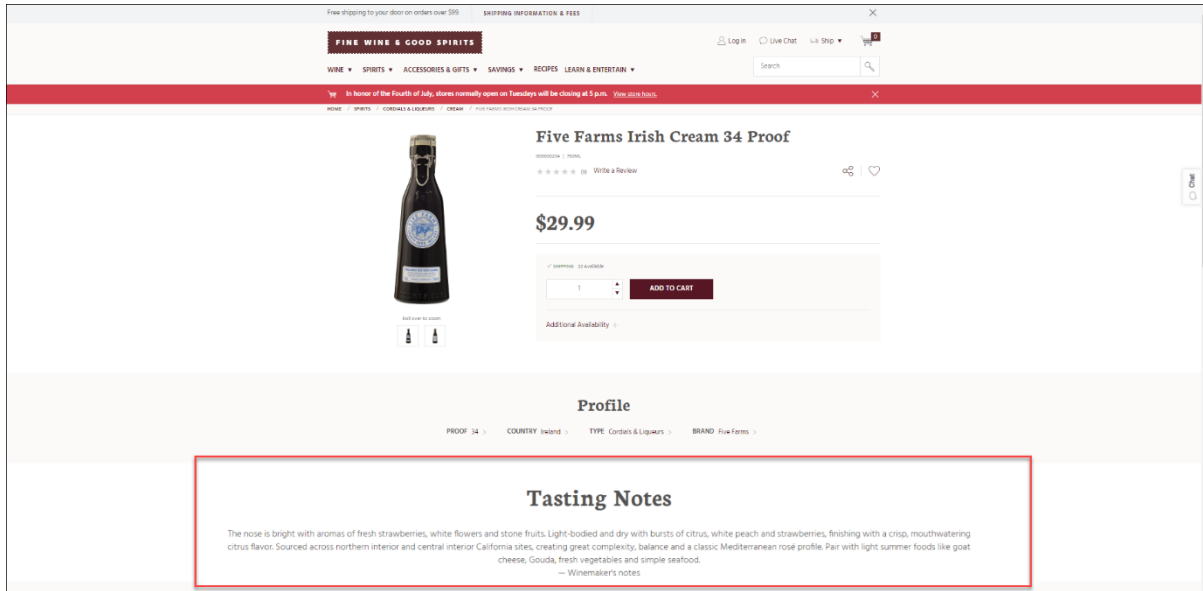 Free shipping to your door on orders over $99. SHIPPING INFORMATION & FEES
FINE WINE & GOOD SPIRITS
Log in Live Chat Ship 0
WINE SPIRITS ACCESSORIES & GIFTS SAVINGS RECIPES LEARN & ENTERTAIN
Search
In honor of the Fourth of July, stores normally open on Tuesdays will be closing at 5 p.m. View store hours.
HOME / SPIRITS / CORDIALS & LIQUEURS / CREAM / FIVE FARMS IRISH CREAM 34 PROOF
Five Farms Irish Cream 34 Proof
750ML
Write a Review
Chat
$29.99
FIVE FARMS
SHIPPING
1 ADD TO CART
Roll over to zoom
Additional Availability +
Profile
PROOF 34 > COUNTRY Ireland > TYPE Cordials & Liqueurs > BRAND Five Farms >
Tasting Notes
The nose is bright with aromas of fresh strawberries, white flowers and stone fruits. Light-bodied and dry with bursts of citrus, white peach and strawberries, finishing with a crisp, mouthwatering
citrus flavor. Sourced across northern interior and central interior California sites, creating great complexity, balance and a classic Mediterranean rosé profile. Pair with light summer foods like goat
cheese, Gouda, fresh vegetables and simple seafood.
— Winemaker's notes